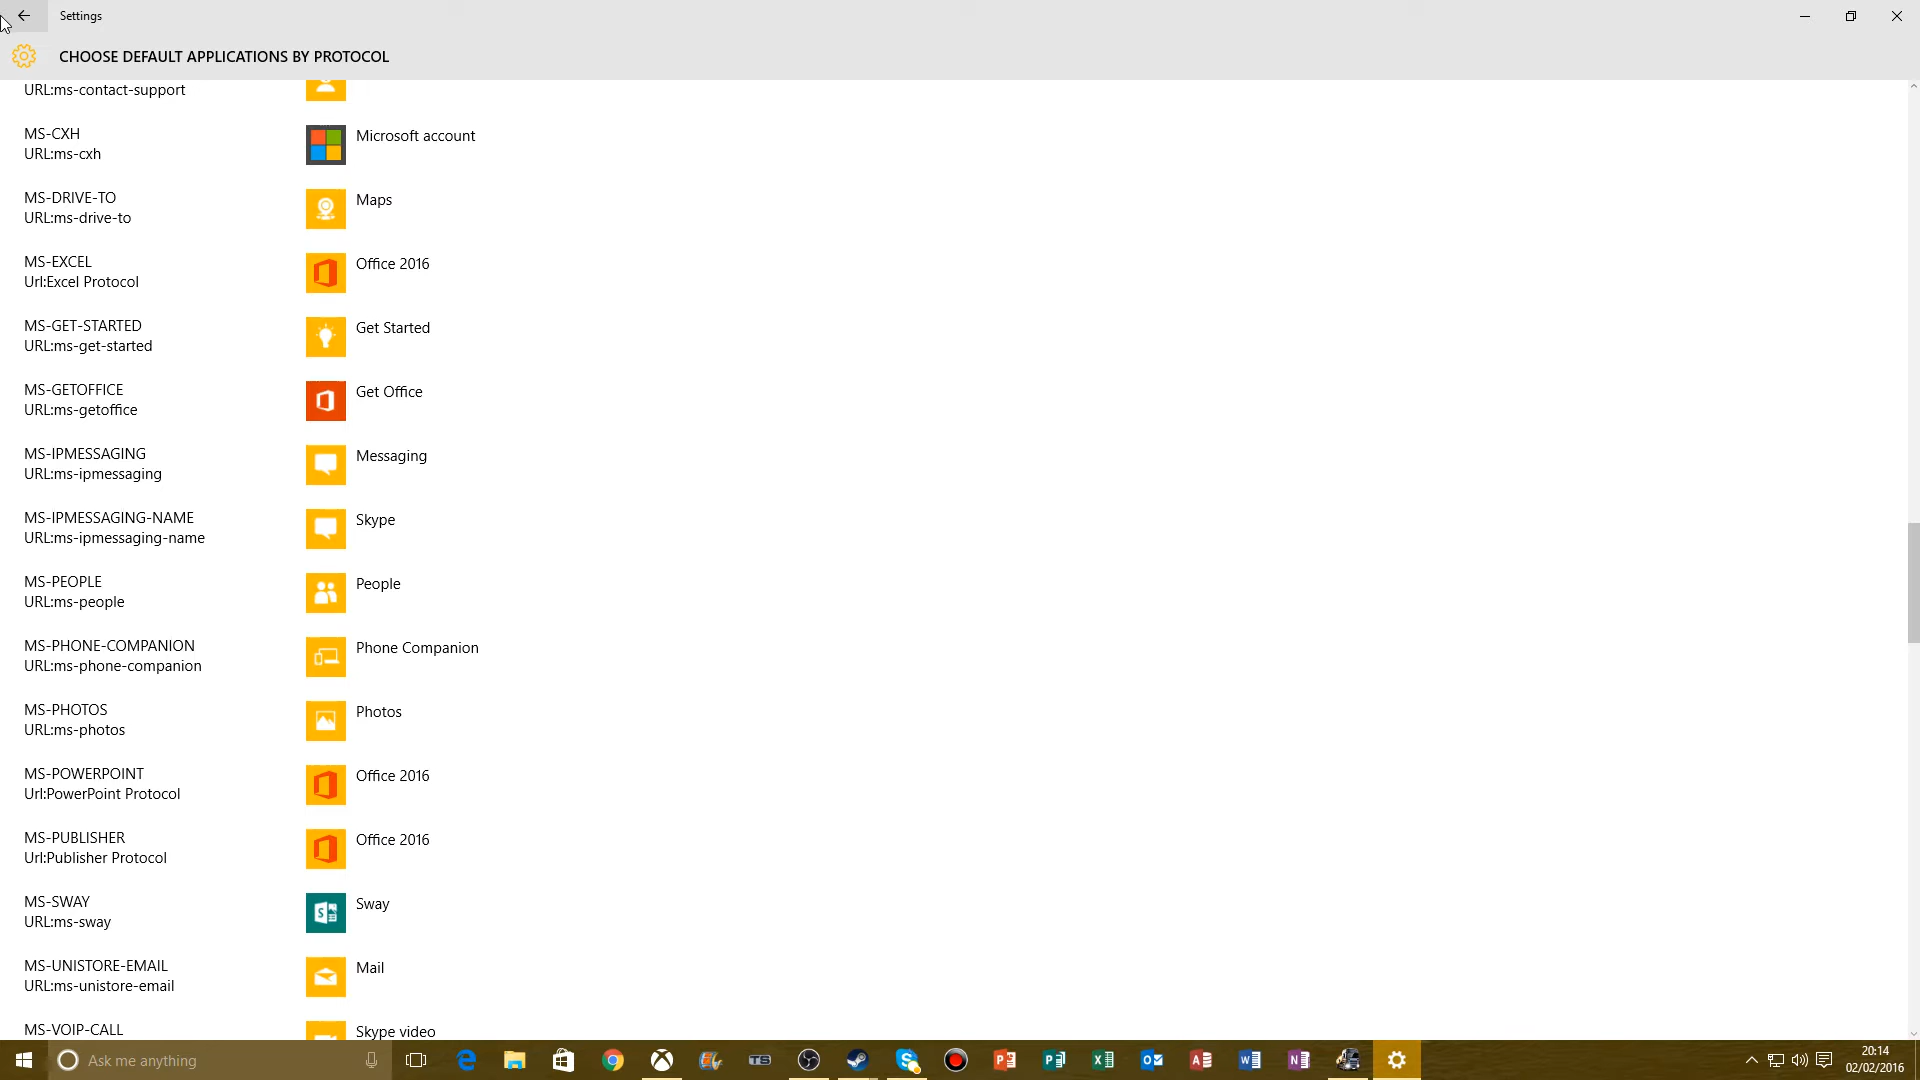 Settings
CHOOSE DEFAULT APPLICATIONS BY PROTOCOL
URL:ms-contact-support
MS-CXH
URL:ms-cxh
Microsoft account
MS-DRIVE-TO
URL:ms-drive-to
Maps
MS-EXCEL
Url:Excel Protocol
Office 2016
MS-GET-STARTED
URL:ms-get-started
Get Started
MS-GETOFFICE
URL:ms-getoffice
Get Office
MS-IPMESSAGING
URL:ms-ipmessaging
Messaging
MS-IPMESSAGING-NAME
URL:ms-ipmessaging-name
Skype
MS-PEOPLE
URL:ms-people
People
MS-PHONE-COMPANION
URL:ms-phone-companion
Phone Companion
MS-PHOTOS
URL:ms-photos
Photos
MS-POWERPOINT
Url:PowerPoint Protocol
Office 2016
MS-PUBLISHER
Url:Publisher Protocol
Office 2016
MS-SWAY
URL:ms-sway
Sway
MS-UNISTORE-EMAIL
URL:ms-unistore-email
Mail
MS-VOIP-CALL
Skype video
Ask me anything
TS
20:14
02/02/2016